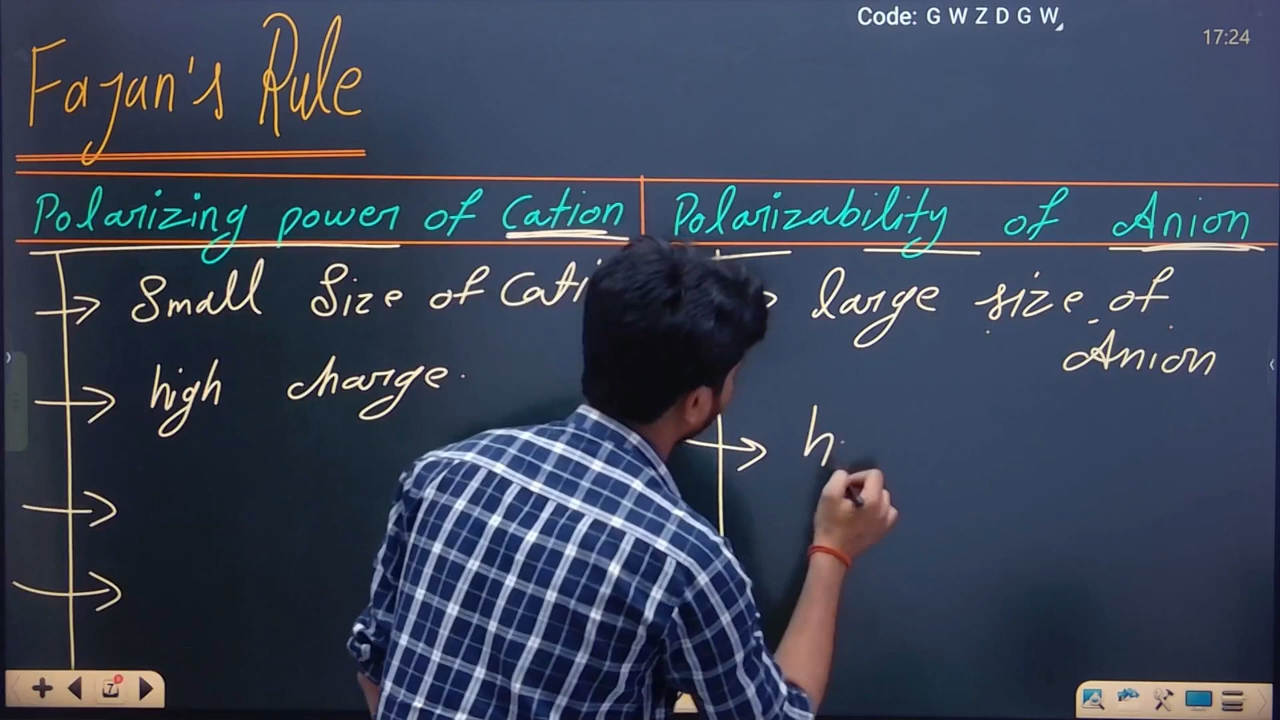 Code: G W Z D G W
17:24
Fajan's Rule
Polarizing power of Cation
Polarizability of Anion
Small Size of Cati
large size of
Anion
high charge.
h